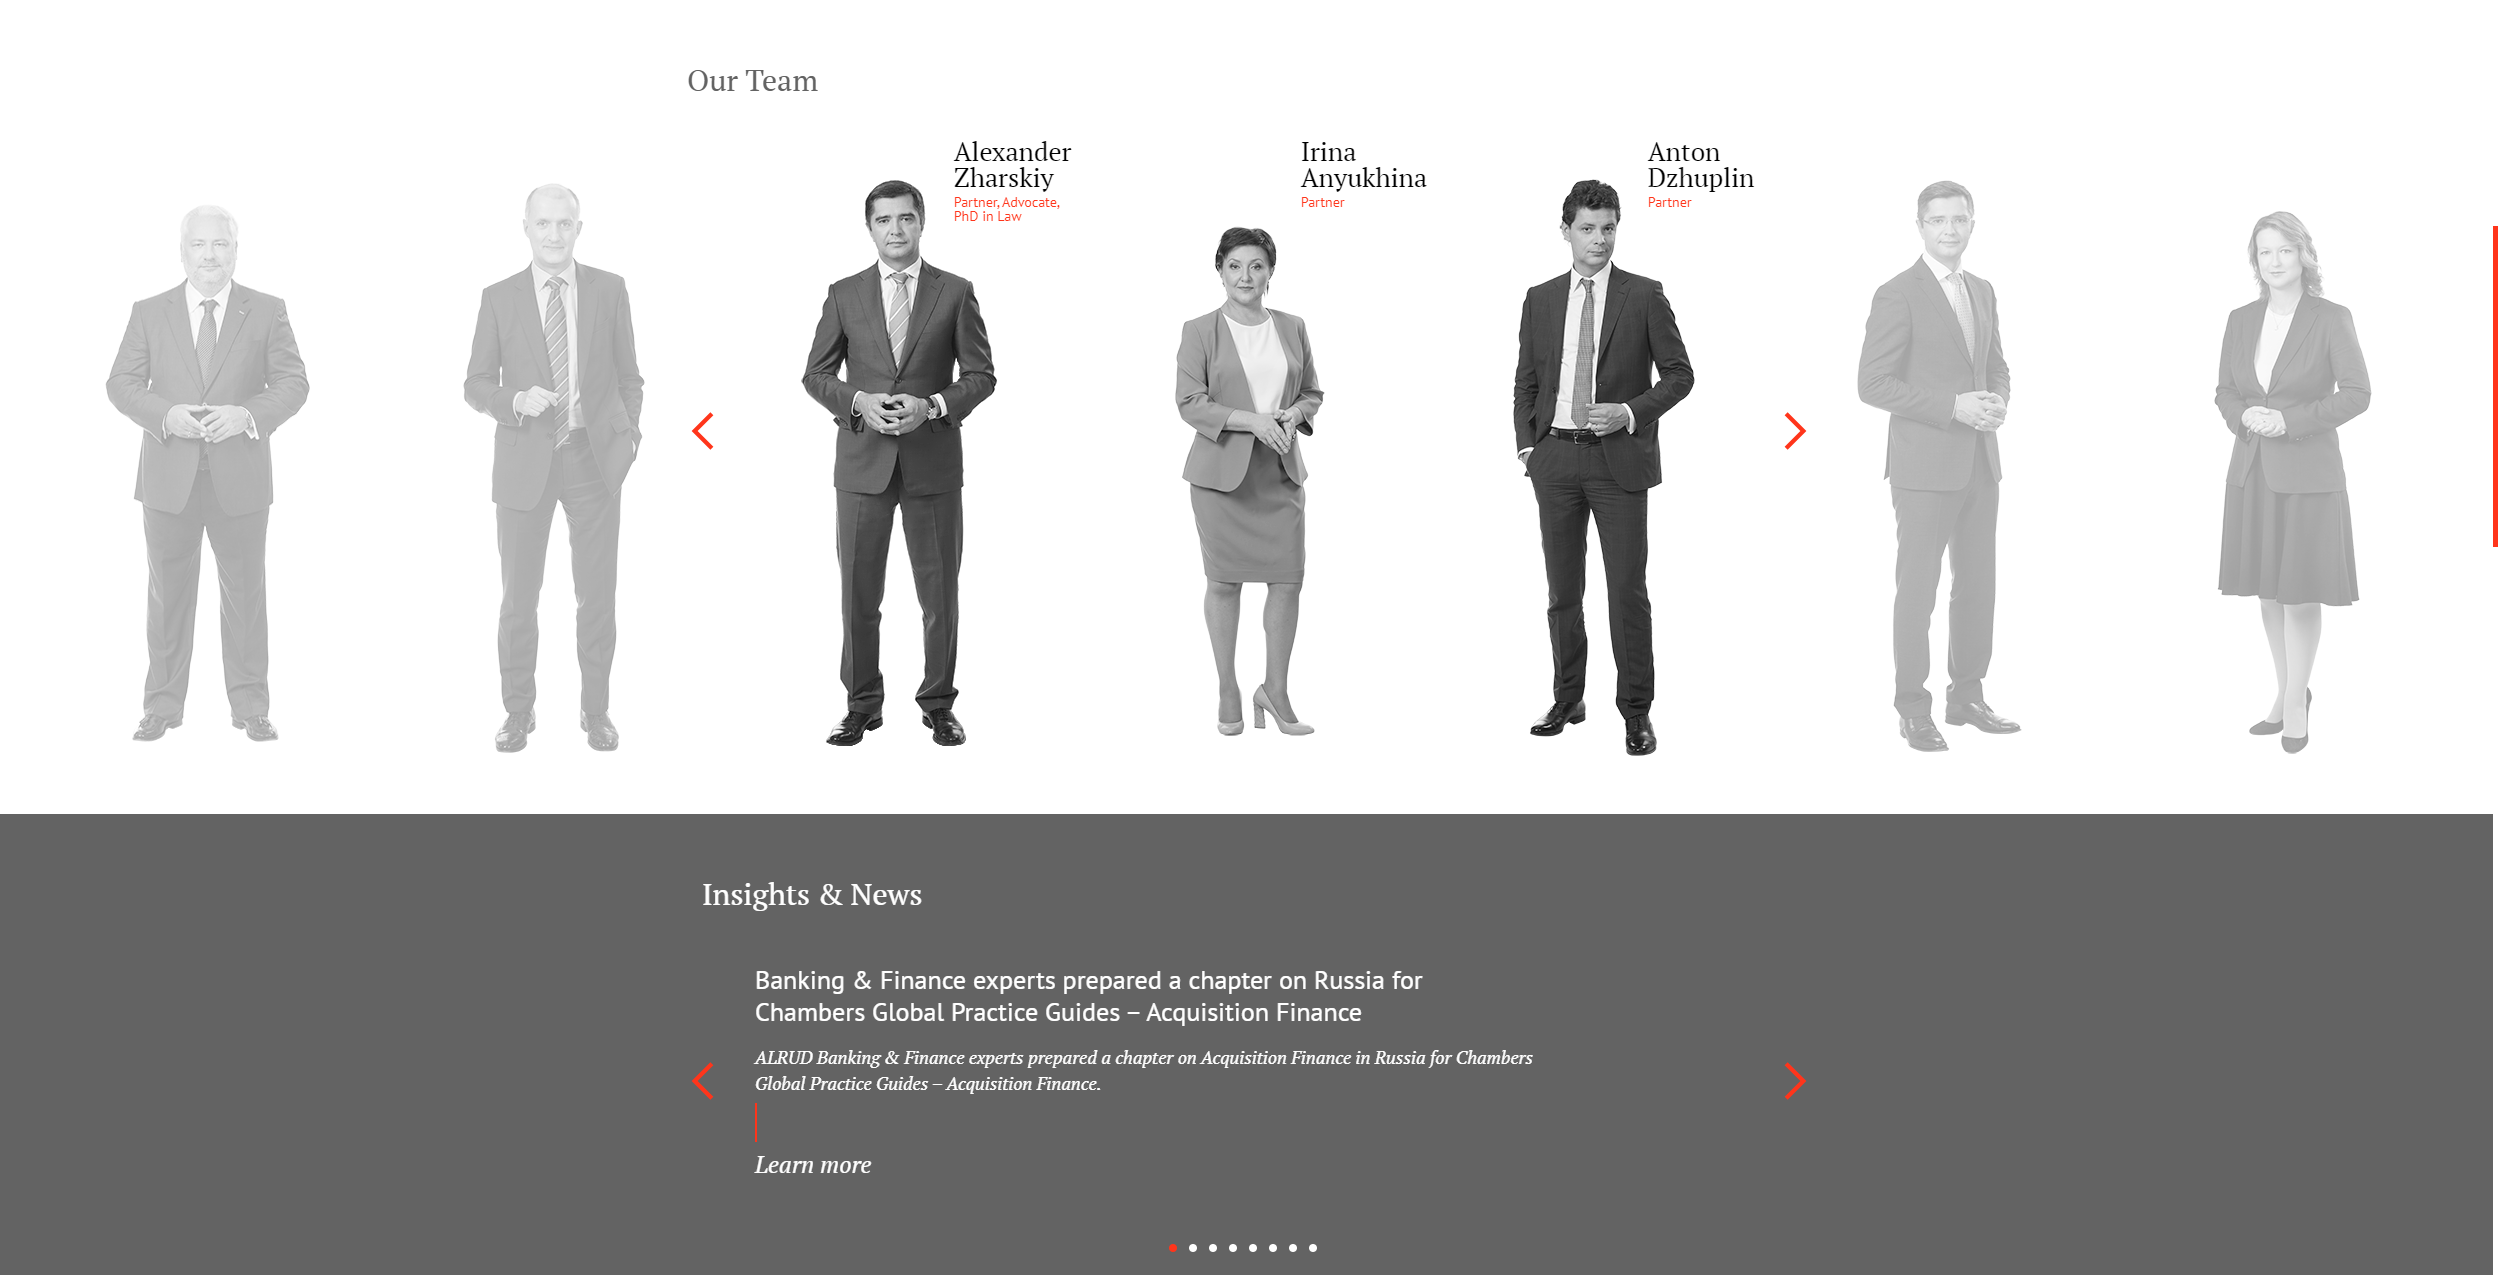 Our Team
Alexander
Zharskiy
Partner, Advocate,
PhD in Law
Irina
Anyukhina
Partner
Anton
Dzhuplin
Partner
Insights & News
Banking & Finance experts prepared a chapter on Russia for
Chambers Global Practice Guides – Acquisition Finance
ALRUD Banking & Finance experts prepared a chapter on Acquisition Finance in Russia for Chambers
Global Practice Guides – Acquisition Finance.
Learn more